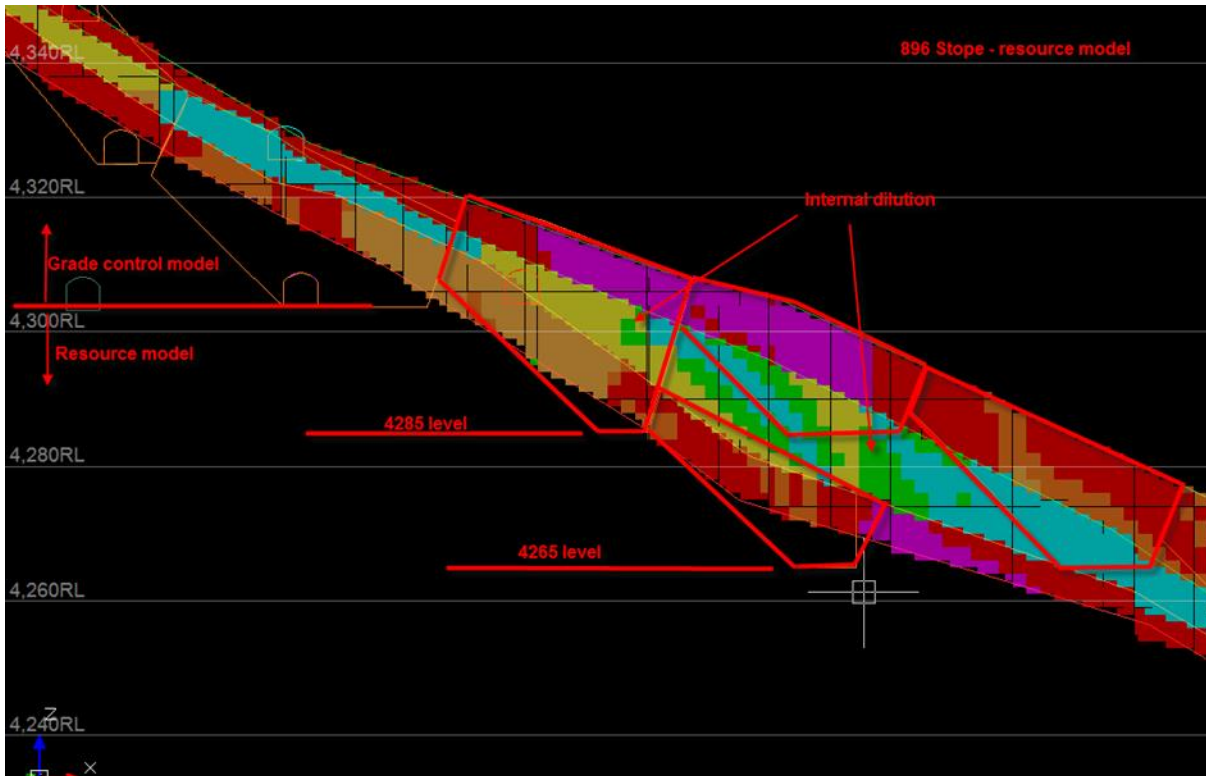 4,340RL
896 Stope - resource model
4,320RL
Internal dilution
Grade control model
4,300RL
Resource model
4285 level
4,280RL
4265 level
4,260RL
4,240RL
Z
X